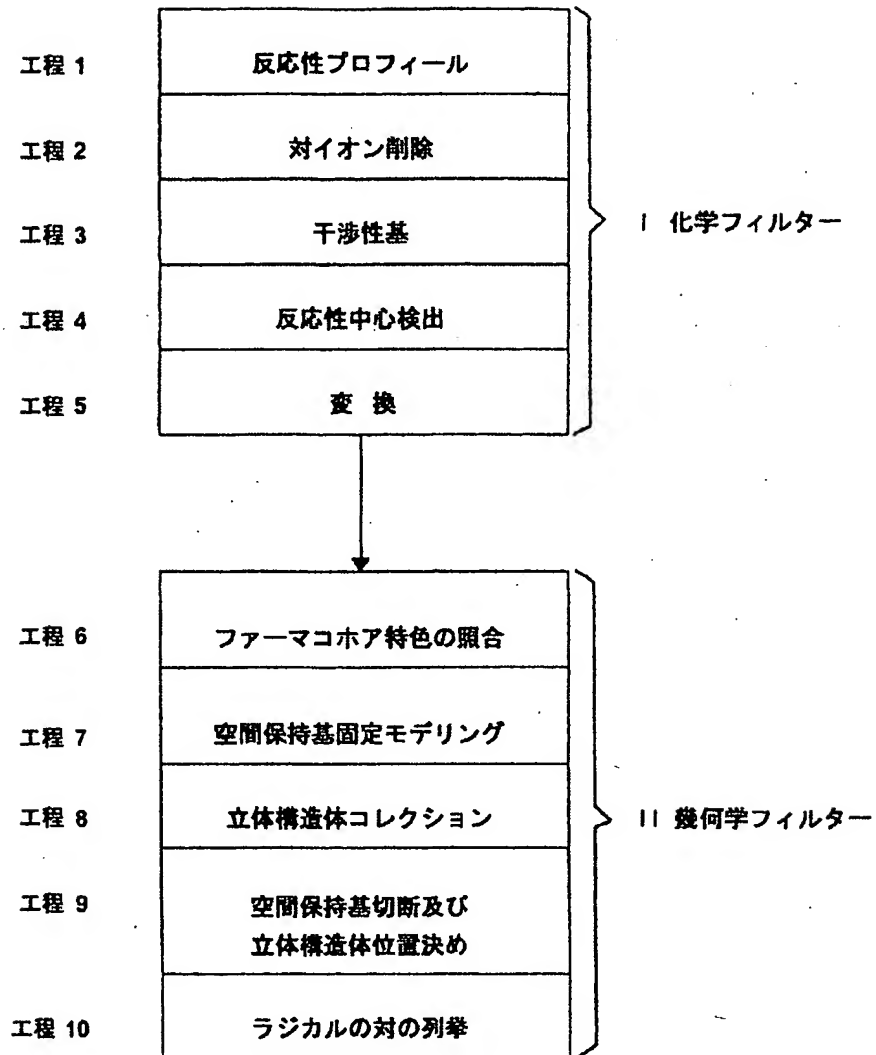 工程 1 反応性プロフィール
工程 2 対イオン削除
工程 3 干渉性基
I 化学フィルター
工程 4 反応性中心検出
工程 5 変 換
工程 6 ファーマコホア特色の照合
工程 7 空間保持基固定モデリング
工程 8 立体構造体コレクション
II 幾何学フィルター
工程 9 空間保持基切断及び
立体構造体位置決め
工程 10 ラジカルの対の列挙